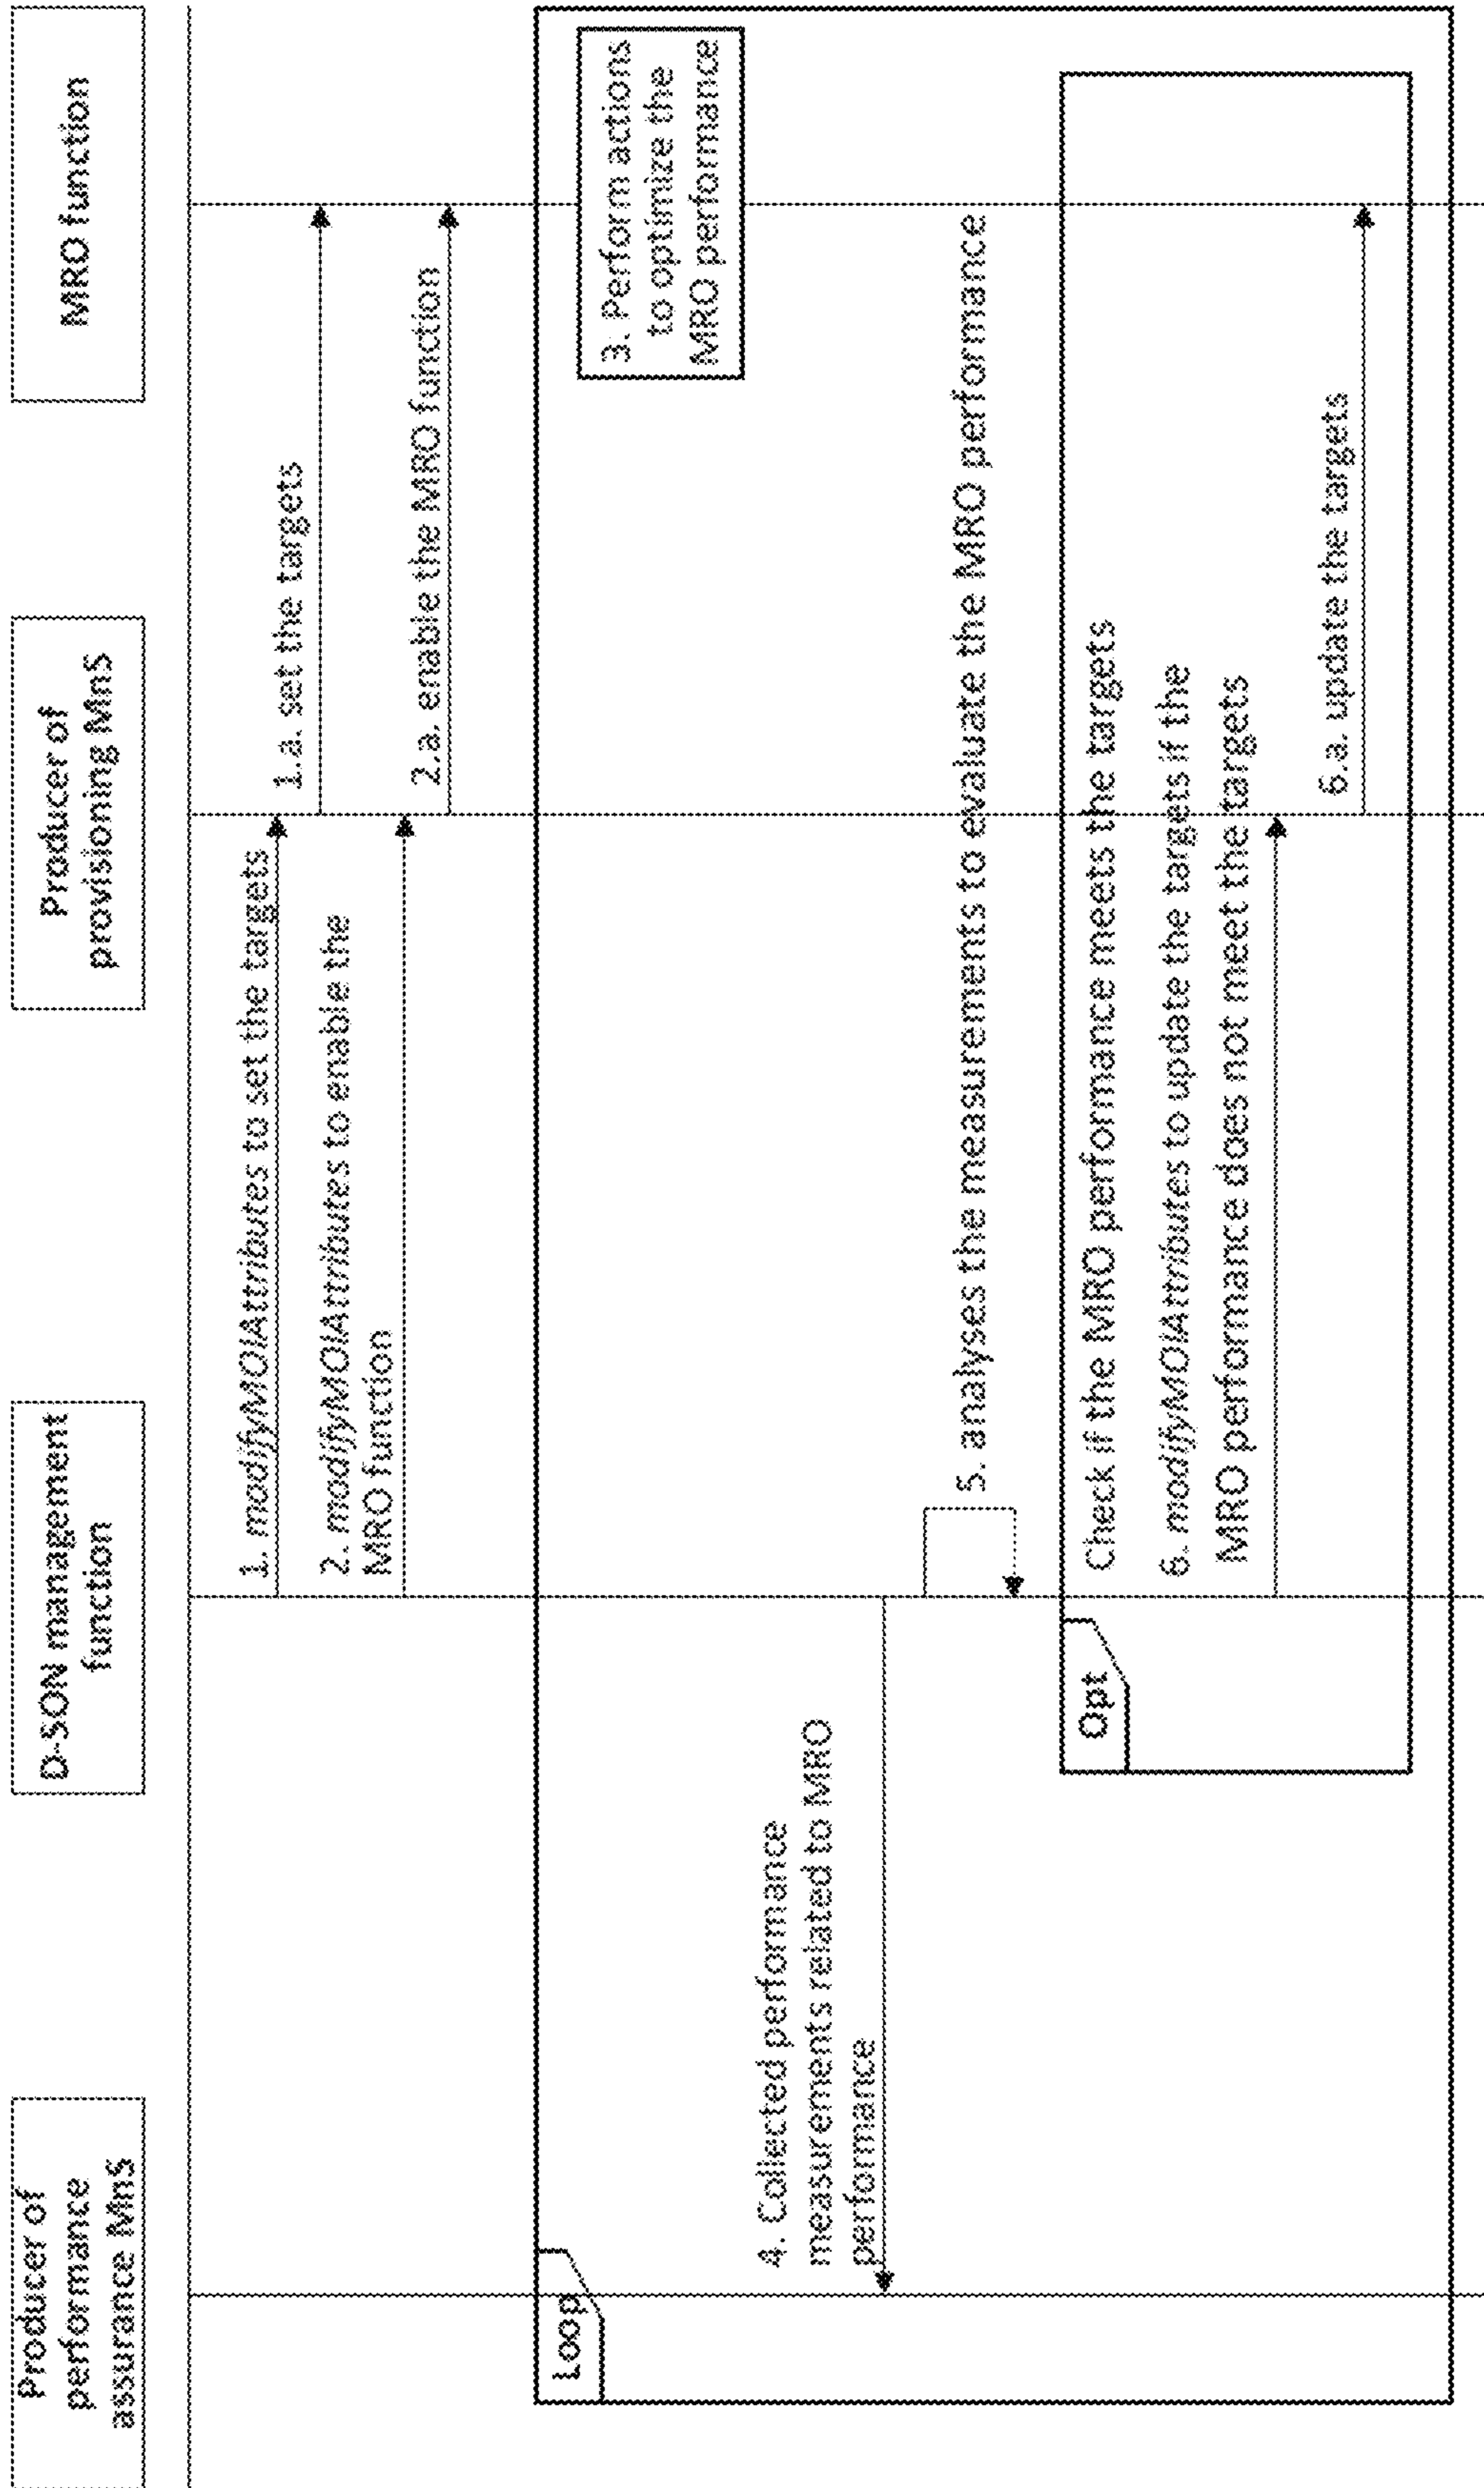 Producer of
performance
assurance MnS
D-SON management
function
Producer of
provisioning MnS
MRO function
1. modifyMOIAttributes to set the targets
1.a. set the targets
2. modifyMOIAttributes to enable the
MRO function
2.a. enable the MRO function
Loop
3. Perform actions
to optimize the
MRO performance
4. Collected performance
measurements related to MRO
performance
5. analyses the measurements to evaluate the MRO performance
Opt
Check if the MRO performance meets the targets
6. modifyMOIAttributes to update the targets if the
MRO performance does not meet the targets
6.a. update the targets